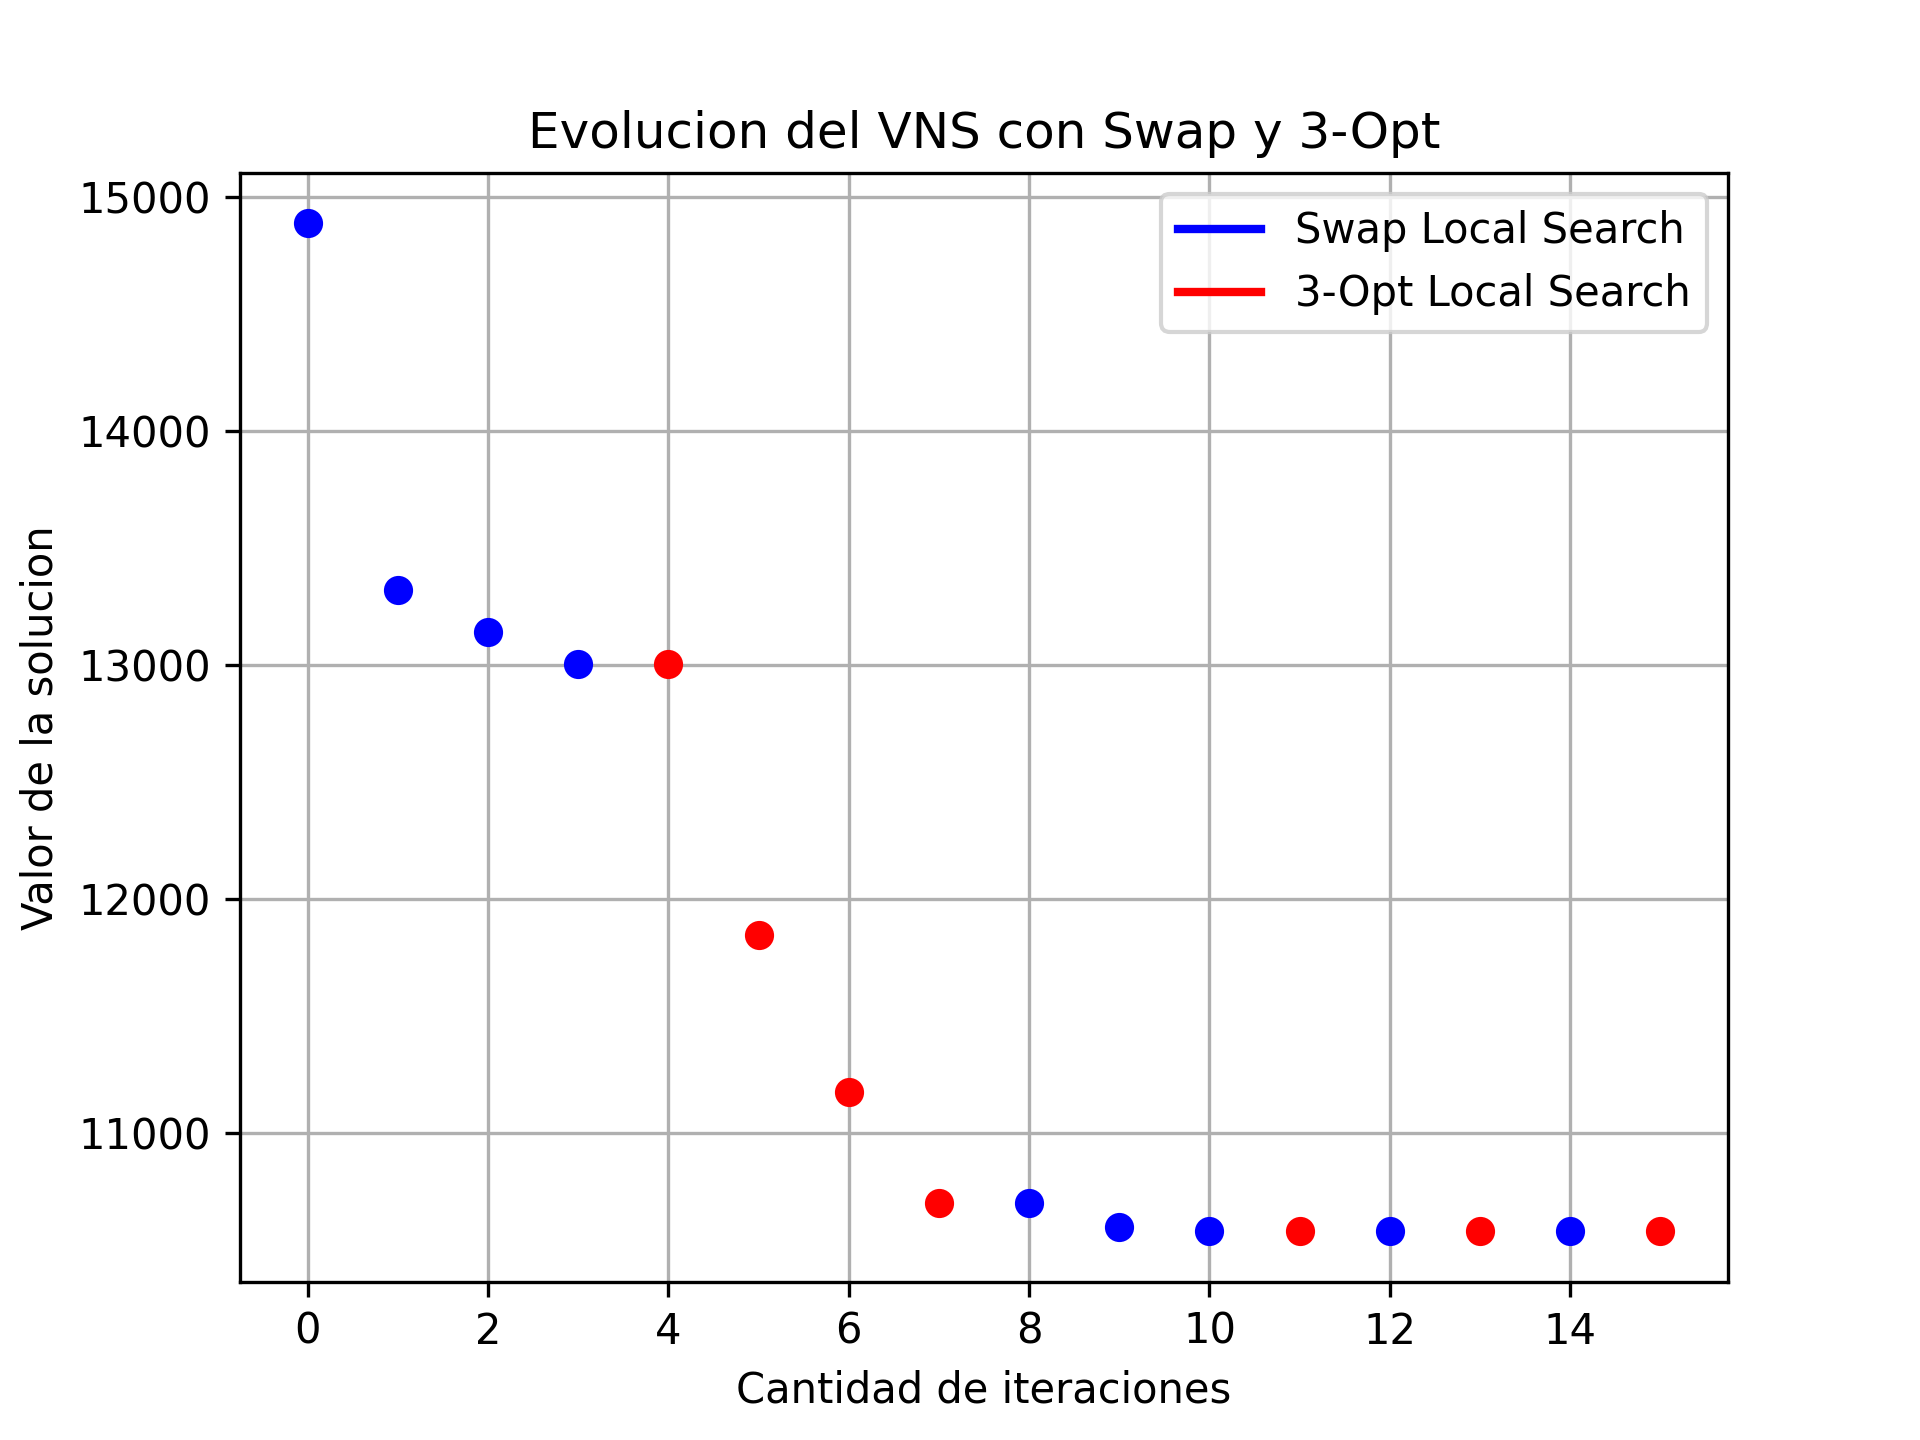 Evolucion del VNS con Swap y 3-Opt
Swap Local Search
3-Opt Local Search
Valor de la solucion
15000
14000
13000
12000
11000
0 2 4 6 8 10 12 14
Cantidad de iteraciones